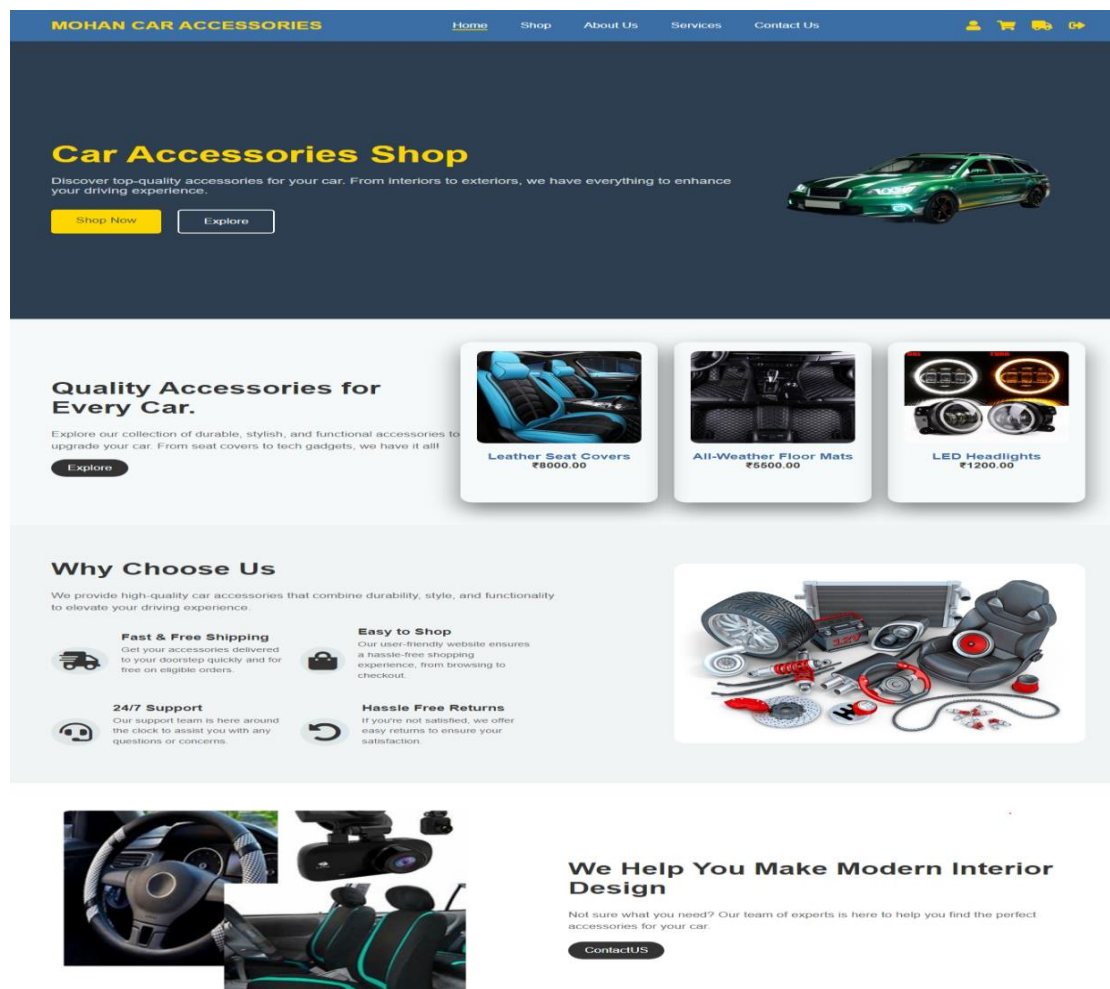 MOHAN CAR ACCESSORIES
Home Shop About Us Services Contact Us
Car Accessories Shop
Discover top-quality accessories for your car. From interiors to exteriors, we have everything to enhance
your driving experience.
Shop Now Explore
Quality Accessories for
Every Car.
Explore our collection of durable, stylish, and functional accessories to
upgrade your car. From seat covers to tech gadgets, we have it all!
Explore
Leather Seat Covers
₹8000.00
All-Weather Floor Mats
₹5500.00
LED Headlights
₹1200.00
Why Choose Us
We provide high-quality car accessories that combine durability, style, and functionality
to elevate your driving experience.
Fast & Free Shipping
Get your accessories delivered
to your doorstep quickly and for
free on eligible orders.
Easy to Shop
Our user-friendly website ensures
a hassle-free shopping
experience, from browsing to
checkout.
24/7 Support
Our support team is here around
the clock to assist you with any
questions or concerns.
Hassle Free Returns
If you're not satisfied, we offer
easy returns to ensure your
satisfaction.
12V
We Help You Make Modern Interior
Design
Not sure what you need? Our team of experts is here to help you find the perfect
accessories for your car.
ContactUS